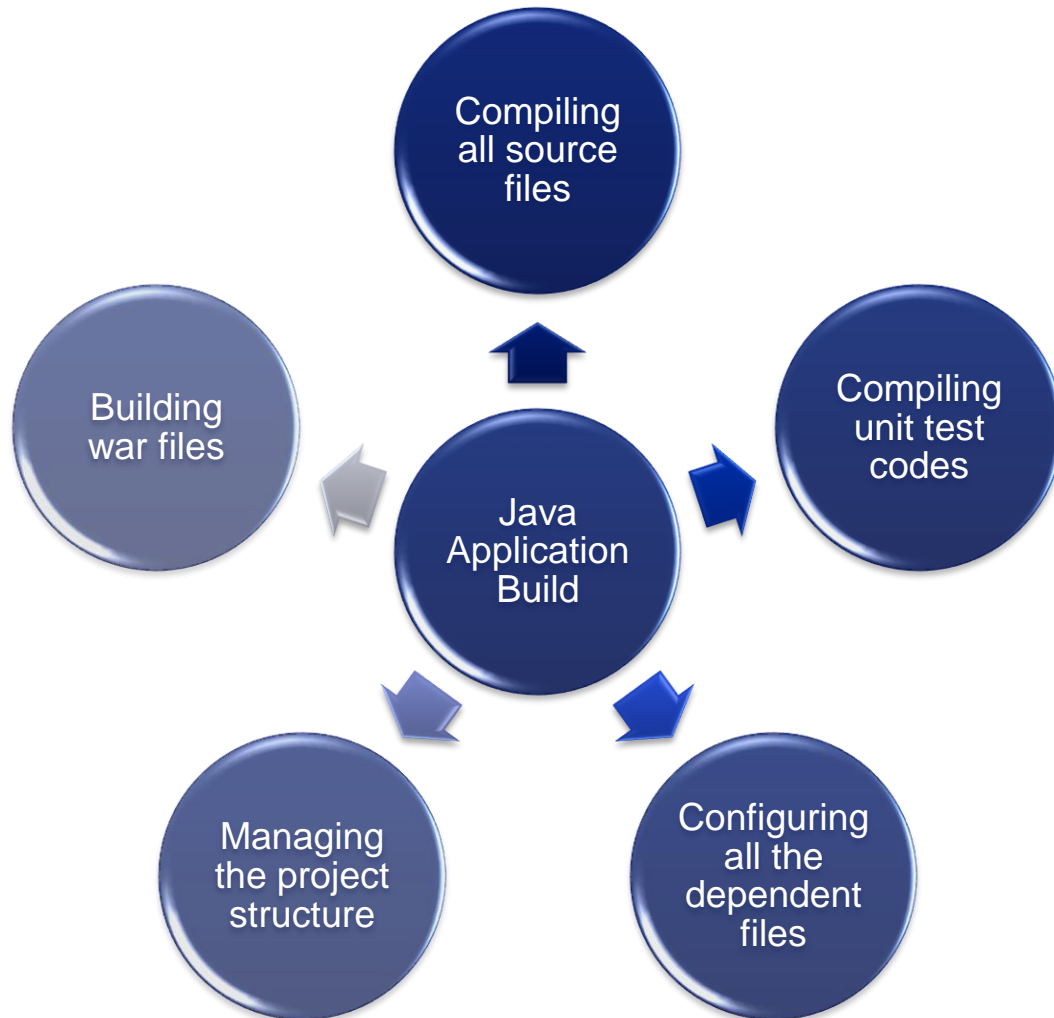 Compiling
all source
files
Compiling
unit test
codes
Configuring
all the
dependent
files
Managing
the project
structure
Building
war files
Java
Application
Build